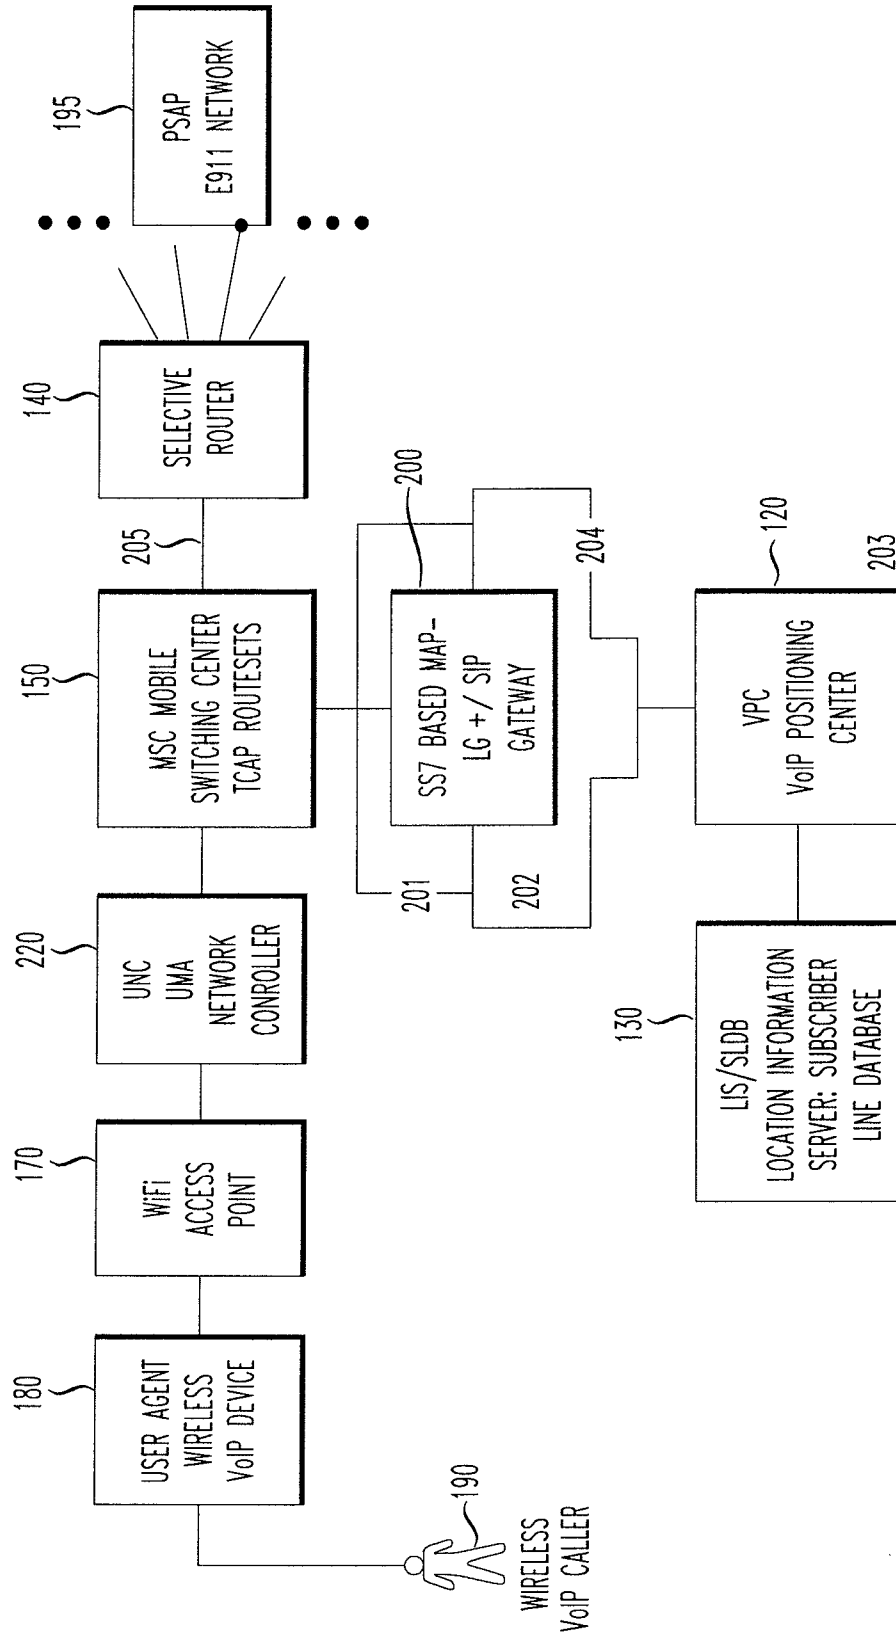 195
PSAP
E911 NETWORK
140
SELECTIVE
ROUTER
205
150
MSC MOBILE
SWITCHING CENTER
TCAP ROUTESETS
220
UNC
UMA
NETWORK
CONROLLER
170
WiFi
ACCESS
POINT
180
USER AGENT
WIRELESS
VoIP DEVICE
190
WIRELESS
VoIP CALLER
200
SS7 BASED MAP–
LG +/ SIP
GATEWAY
201
202
204
120
VPC
VoIP POSITIONING
CENTER
203
130
LIS/SLDB
LOCATION INFORMATION
SERVER: SUBSCRIBER
LINE DATABASE